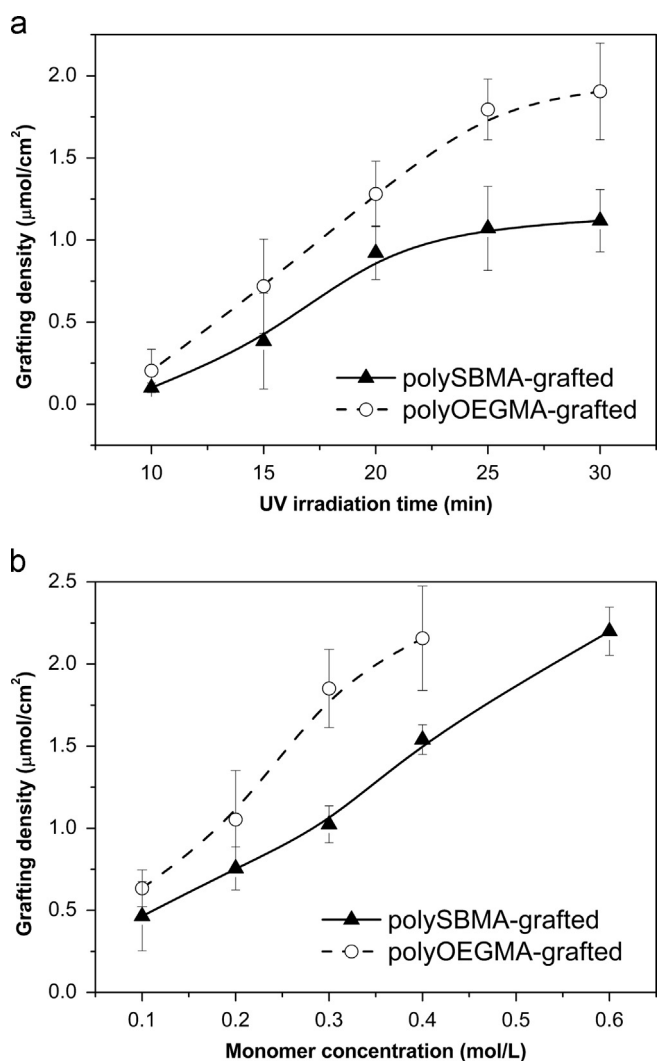 a
2.0
1.5
1.0
0.5
0.0
Grafting density (μmol/cm²)
polySBMA-grafted
polyOEGMA-grafted
10 15 20 25 30
UV irradiation time (min)
b
2.5
2.0
1.5
1.0
0.5
0.0
Grafting density (μmol/cm²)
polySBMA-grafted
polyOEGMA-grafted
0.1 0.2 0.3 0.4 0.5 0.6
Monomer concentration (mol/L)